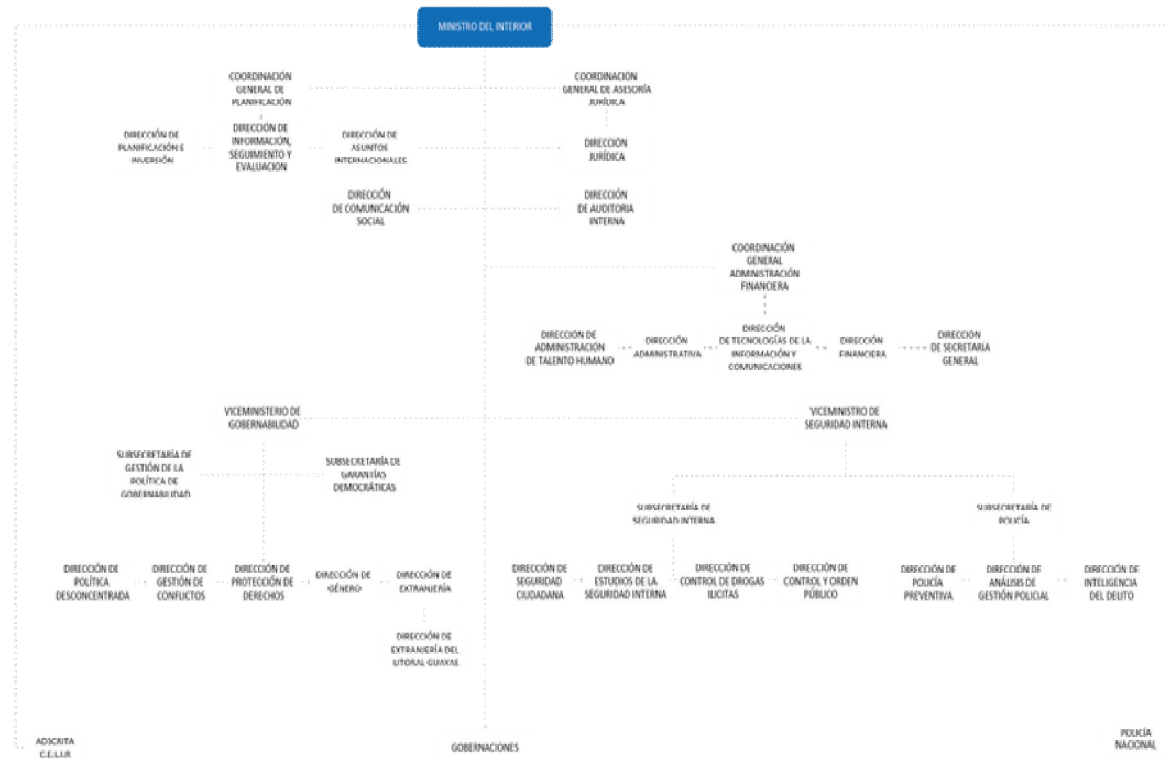 MINISTRO DEL INTERIOR
COORDINACIÓN
GENERAL DE
PLANIFICACIÓN
COORDINACIÓN
GENERAL DE ASESORÍA
JURÍDICA
DIRECCIÓN DE
PLANIFICACIÓN E
INVERSIÓN
DIRECCIÓN DE
INFORMACIÓN,
SEGUIMIENTO Y
EVALUACIÓN
DIRECCIÓN DE
ASUNTOS
INTERNACIONALES
DIRECCIÓN
JURÍDICA
DIRECCIÓN
DE COMUNICACIÓN
SOCIAL
DIRECCIÓN
DE AUDITORIA
INTERNA
COORDINACIÓN
GENERAL
ADMINISTRACIÓN
FINANCIERA
DIRECCION DE
ADMINISTRACION
DE TALENTO HUMANO
DIRECCIÓN
ADMINISTRATIVA
DIRECCIÓN
DE TECNOLOGÍAS DE LA
INFORMACIÓN Y
COMUNICACIONES
DIRECCIÓN
FINANCIERA
DIRECCION
DE SECRETARÍA
GENERAL
VICEMINISTERIO DE
GOBERNABILIDAD
VICEMINISTRO DE
SEGURIDAD INTERNA
SUBSECRETARÍA DE
GESTIÓN DE LA
POLÍTICA DE
GOBERNABILIDAD
SUBSECRETARÍA DE
GARANTÍAS
DEMOCRÁTICAS
SUBSECRETARÍA DE
SEGURIDAD INTERNA
SUBSECRETARÍA DE
POLICÍA
DIRECCIÓN DE
POLÍTICA
DESCONCENTRADA
DIRECCIÓN DE
GESTIÓN DE
CONFLICTOS
DIRECCIÓN DE
PROTECCIÓN DE
DERECHOS
DIRECCIÓN DE
GÉNERO
DIRECCIÓN DE
EXTRANJERÍA
DIRECCIÓN DE
SEGURIDAD
CIUDADANA
DIRECCIÓN DE
ESTUDIOS DE LA
SEGURIDAD INTERNA
DIRECCIÓN DE
CONTROL DE DROGAS
ILICITAS
DIRECCIÓN DE
CONTROL Y ORDEN
PÚBLICO
DIRECCIÓN DE
POLICÍA
PREVENTIVA
DIRECCIÓN DE
ANÁLISIS DE
GESTIÓN POLICIAL
DIRECCIÓN DE
INTELIGENCIA
DEL DELITO
DIRECCIÓN DE
EXTRANJERÍA DEL
LITORAL-GUAYAS
ADSCRITA
GOBERNACIONES
POLICÍA
NACIONAL